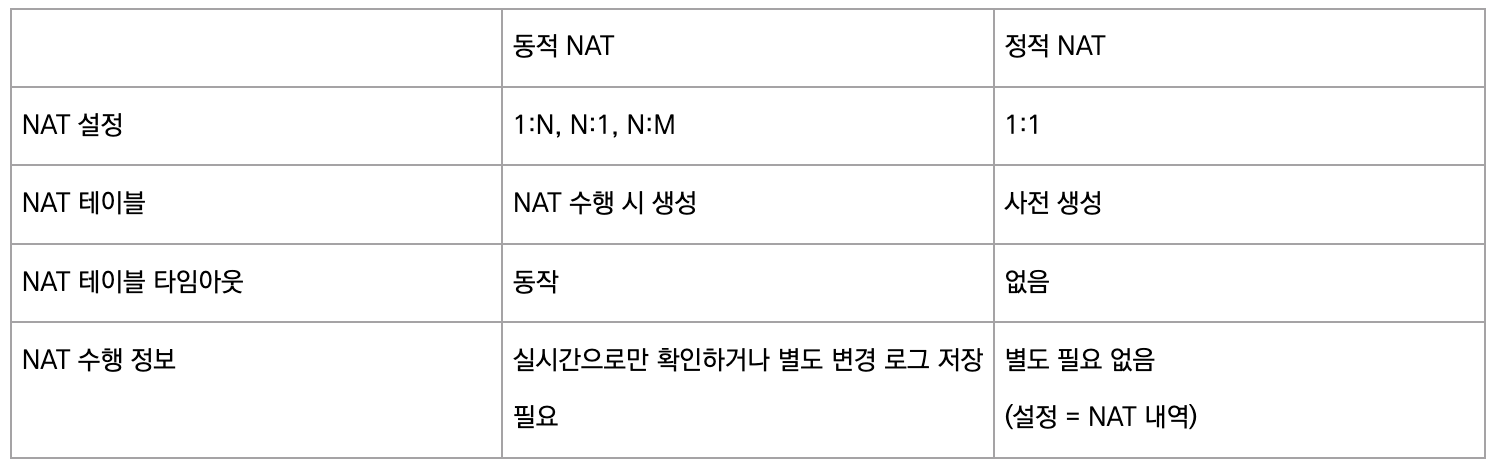 동적 NAT
정적 NAT
NAT 설정
1:N, N:1, N:M
1:1
NAT 테이블
NAT 수행 시 생성
사전 생성
NAT 테이블 타임아웃
동작
없음
NAT 수행 정보
실시간으로만 확인하거나 별도 변경 로그 저장
필요
별도 필요 없음
(설정 = NAT 내역)